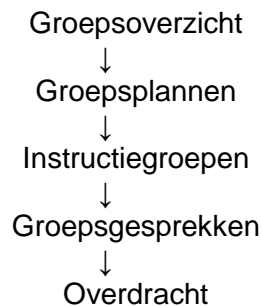 Groepsoverzicht
↓
Groepsplannen
↓
Instructiegroepen
↓
Groepsgesprekken
↓
Overdracht